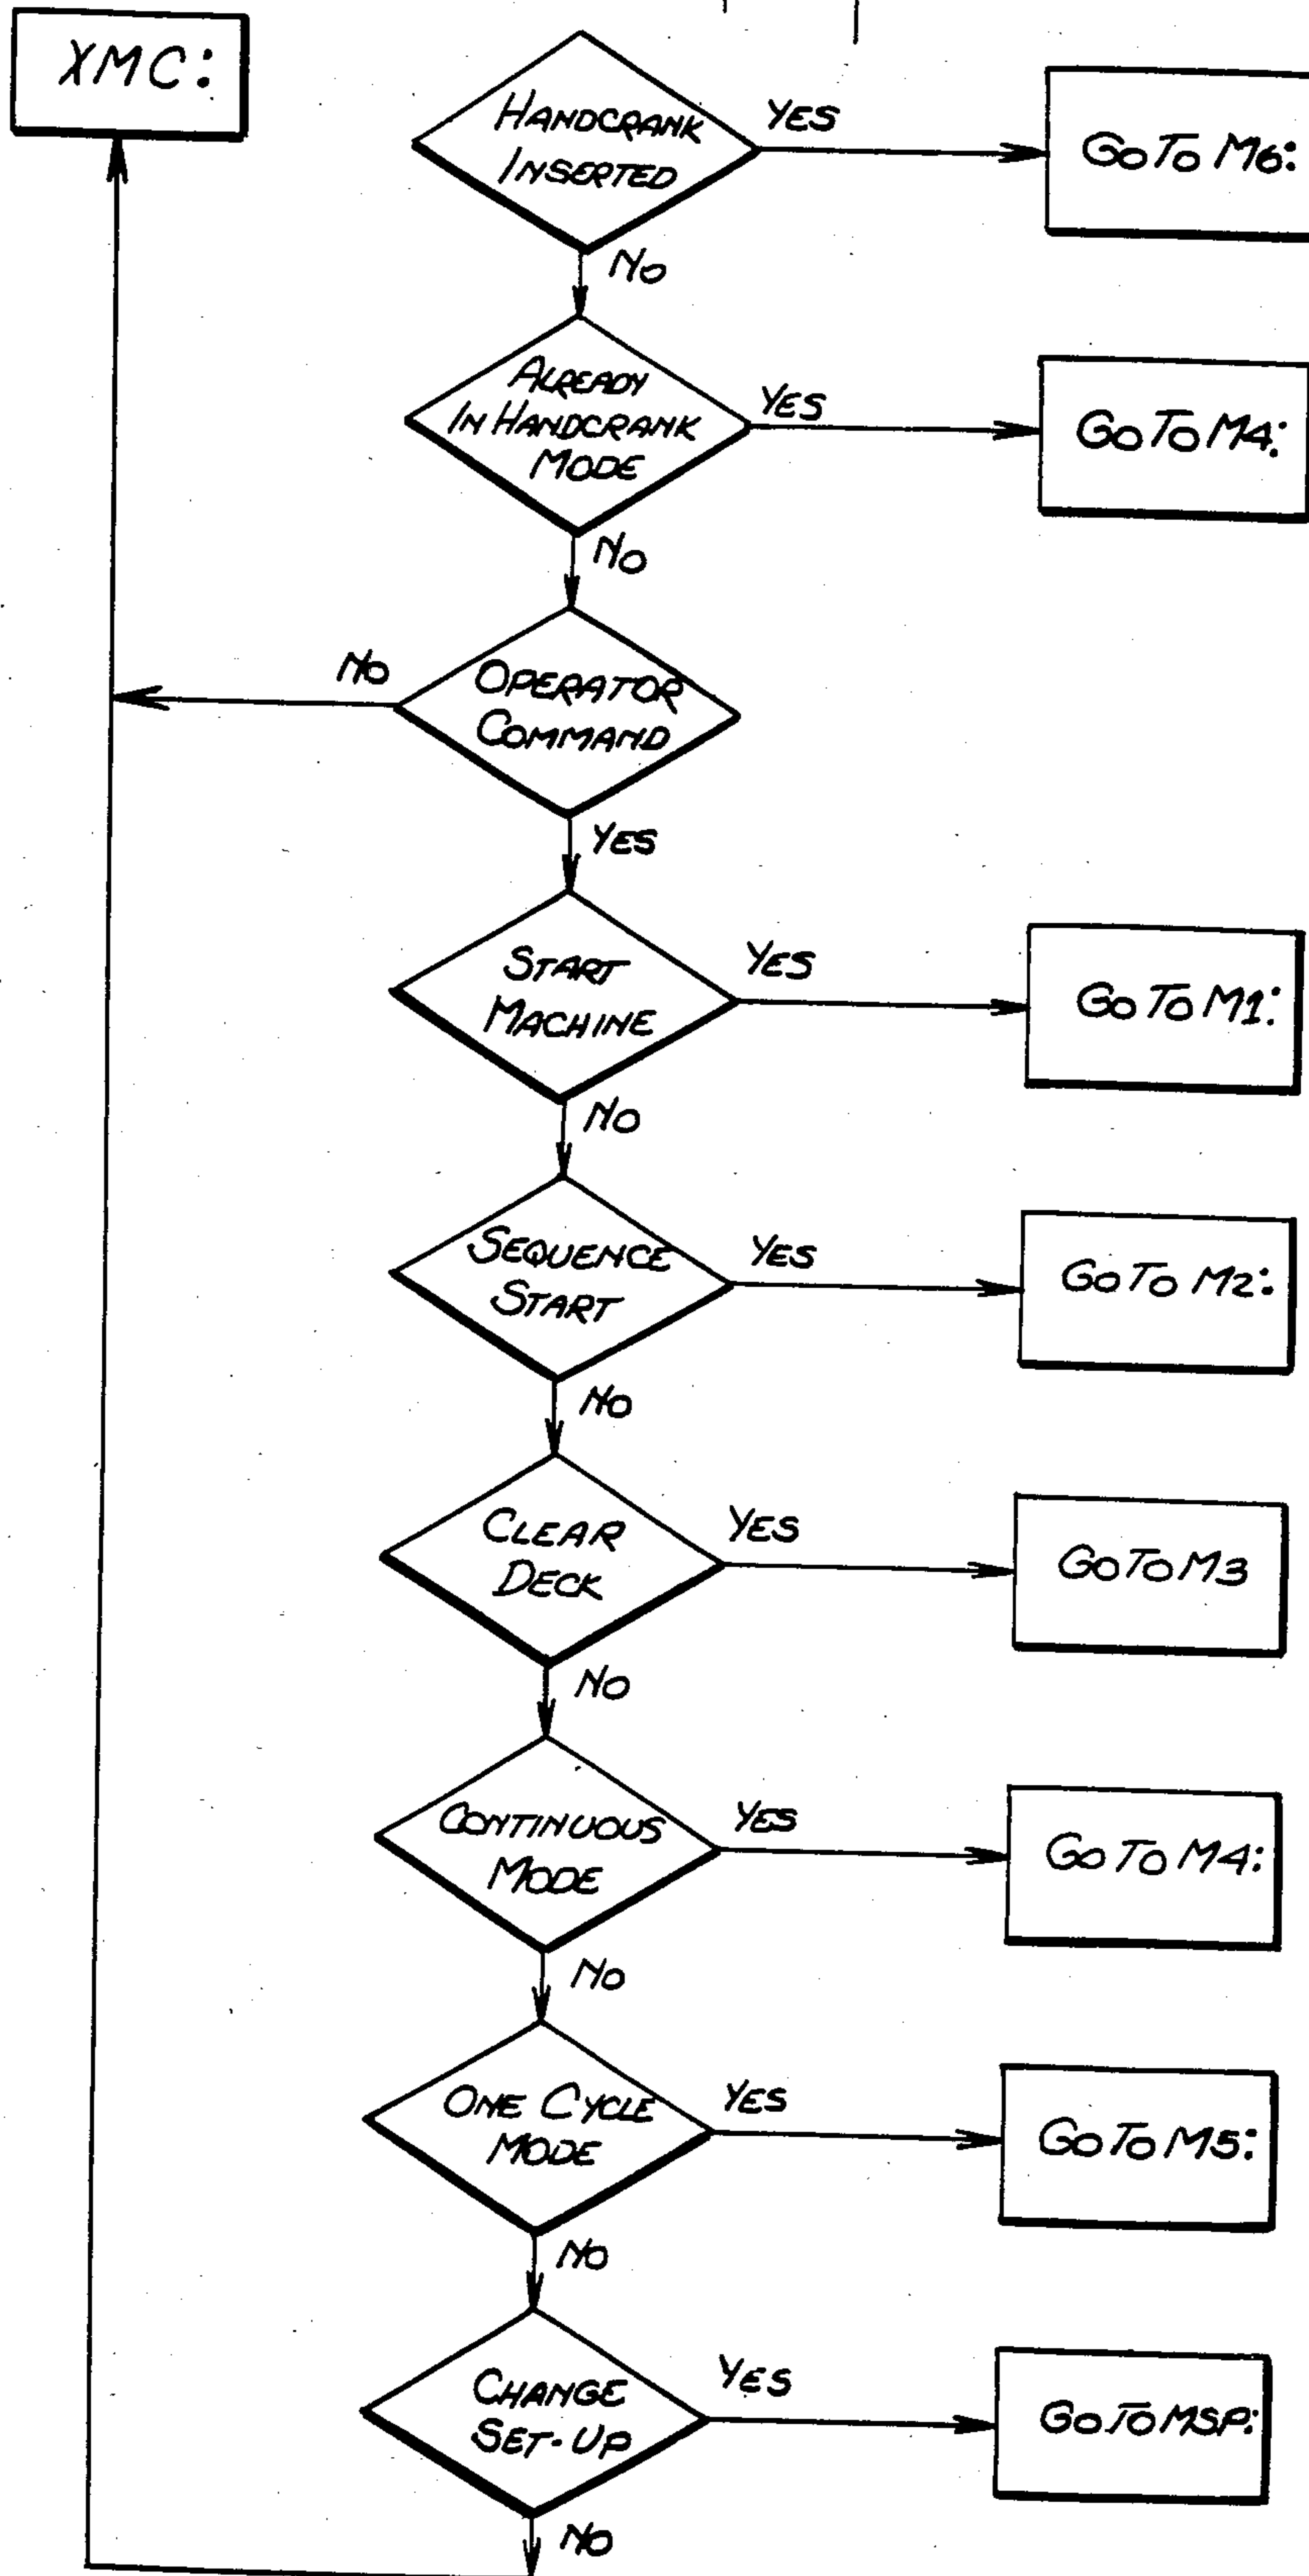 XMC:
HANDCRANK
INSERTED
YES
GO TO M6:
NO
ALREADY
IN HANDCRANK
MODE
YES
GO TO M4:
NO
OPERATOR
COMMAND
NO
YES
START
MACHINE
YES
GO TO M1:
NO
SEQUENCE
START
YES
GO TO M2:
NO
CLEAR
DECK
YES
GO TO M3
NO
CONTINUOUS
MODE
YES
GO TO M4:
NO
ONE CYCLE
MODE
YES
GO TO M5:
NO
CHANGE
SET-UP
YES
GO TO MSP:
NO